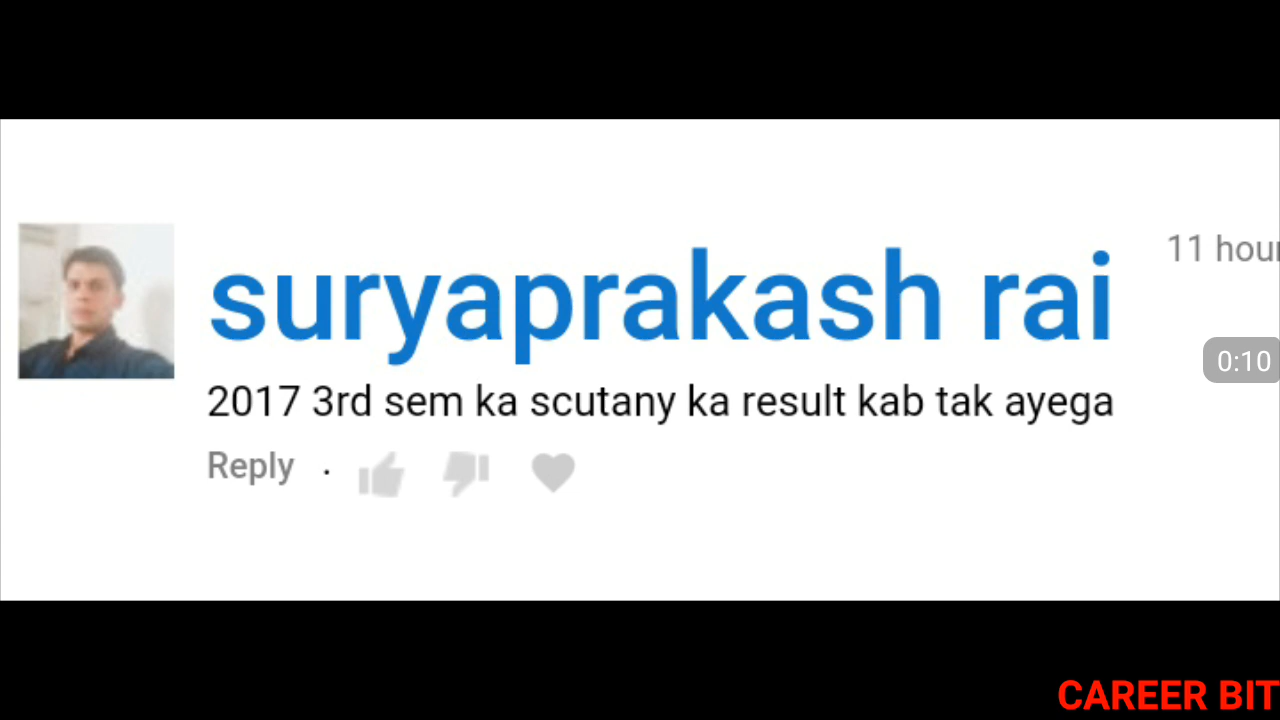 suryaprakash rai
11 hour
0:10
2017 3rd sem ka scutany ka result kab tak ayega
Reply .
CAREER BIT